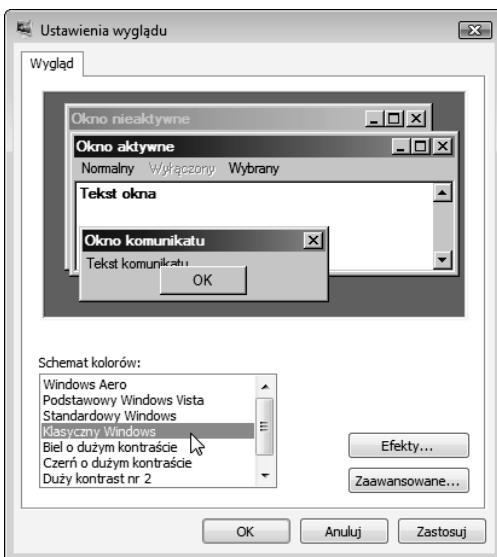 Ustawienia wyglądu
Wygląd
Okno nieaktywne
Okno aktywne
Normalny Wyłączony Wybrany
Tekst okna
Okno komunikatu
Tekst komunikatu
OK
Schemat kolorów:
Windows Aero
Podstawowy Windows Vista
Standardowy Windows
Klasyczny Windows
Biel o dużym kontraście
Czerń o dużym kontraście
Duży kontrast nr 2
Efekty...
Zaawansowane...
OK Anuluj Zastosuj